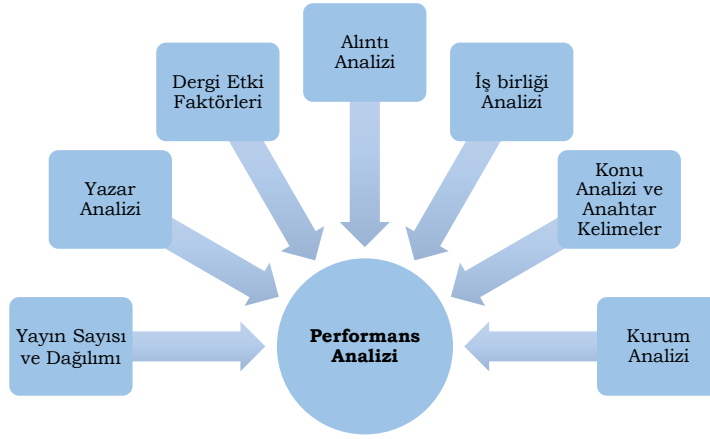 Alıntı
Analizi
Dergi Etki
Faktörleri
İş birliği
Analizi
Yazar
Analizi
Konu
Analizi ve
Anahtar
Kelimeler
Yayın Sayısı
ve Dağılımı
Performans
Analizi
Kurum
Analizi